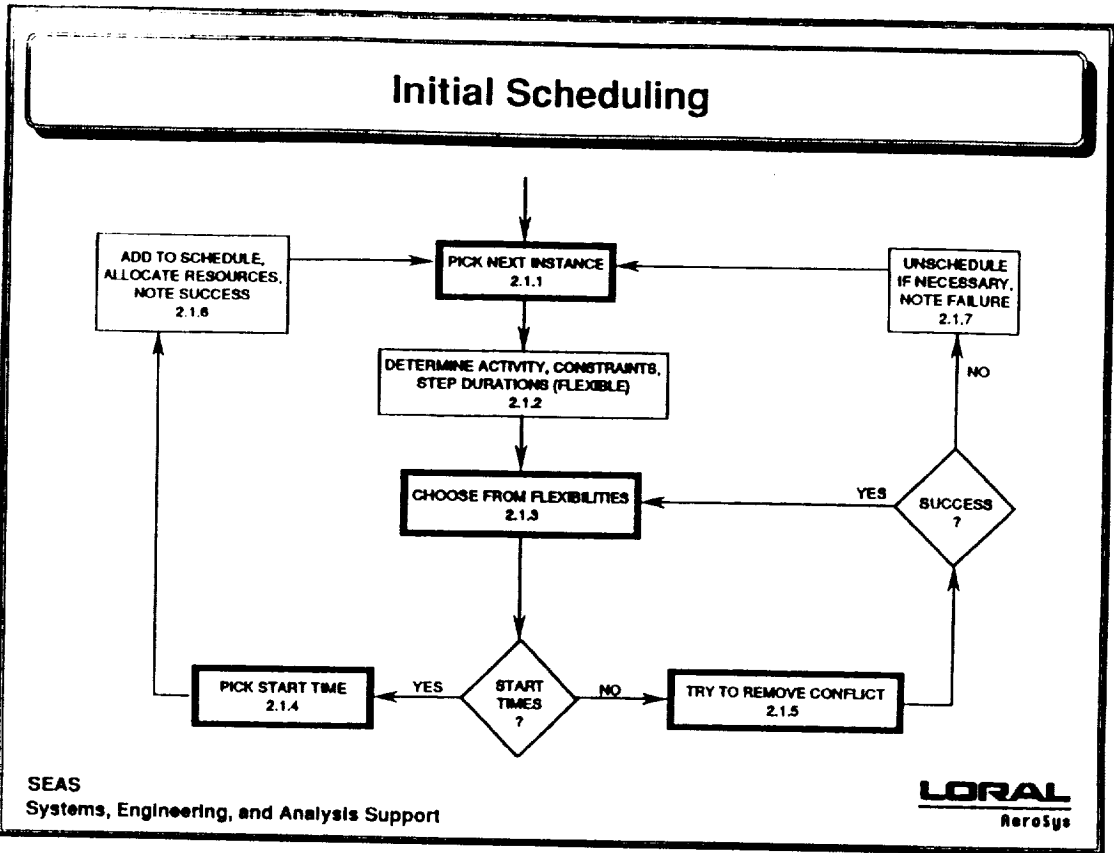 Initial Scheduling
ADD TO SCHEDULE,
ALLOCATE RESOURCES,
NOTE SUCCESS
2.1.6
PICK NEXT INSTANCE
2.1.1
UNSCHEDULE
IF NECESSARY,
NOTE FAILURE
2.1.7
DETERMINE ACTIVITY, CONSTRAINTS,
STEP DURATIONS (FLEXIBLE)
2.1.2
NO
CHOOSE FROM FLEXIBILITIES
2.1.3
YES
SUCCESS
?
PICK START TIME
2.1.4
YES
START
TIMES
?
NO
TRY TO REMOVE CONFLICT
2.1.5
SEAS
Systems, Engineering, and Analysis Support
LORAL
AeroSys